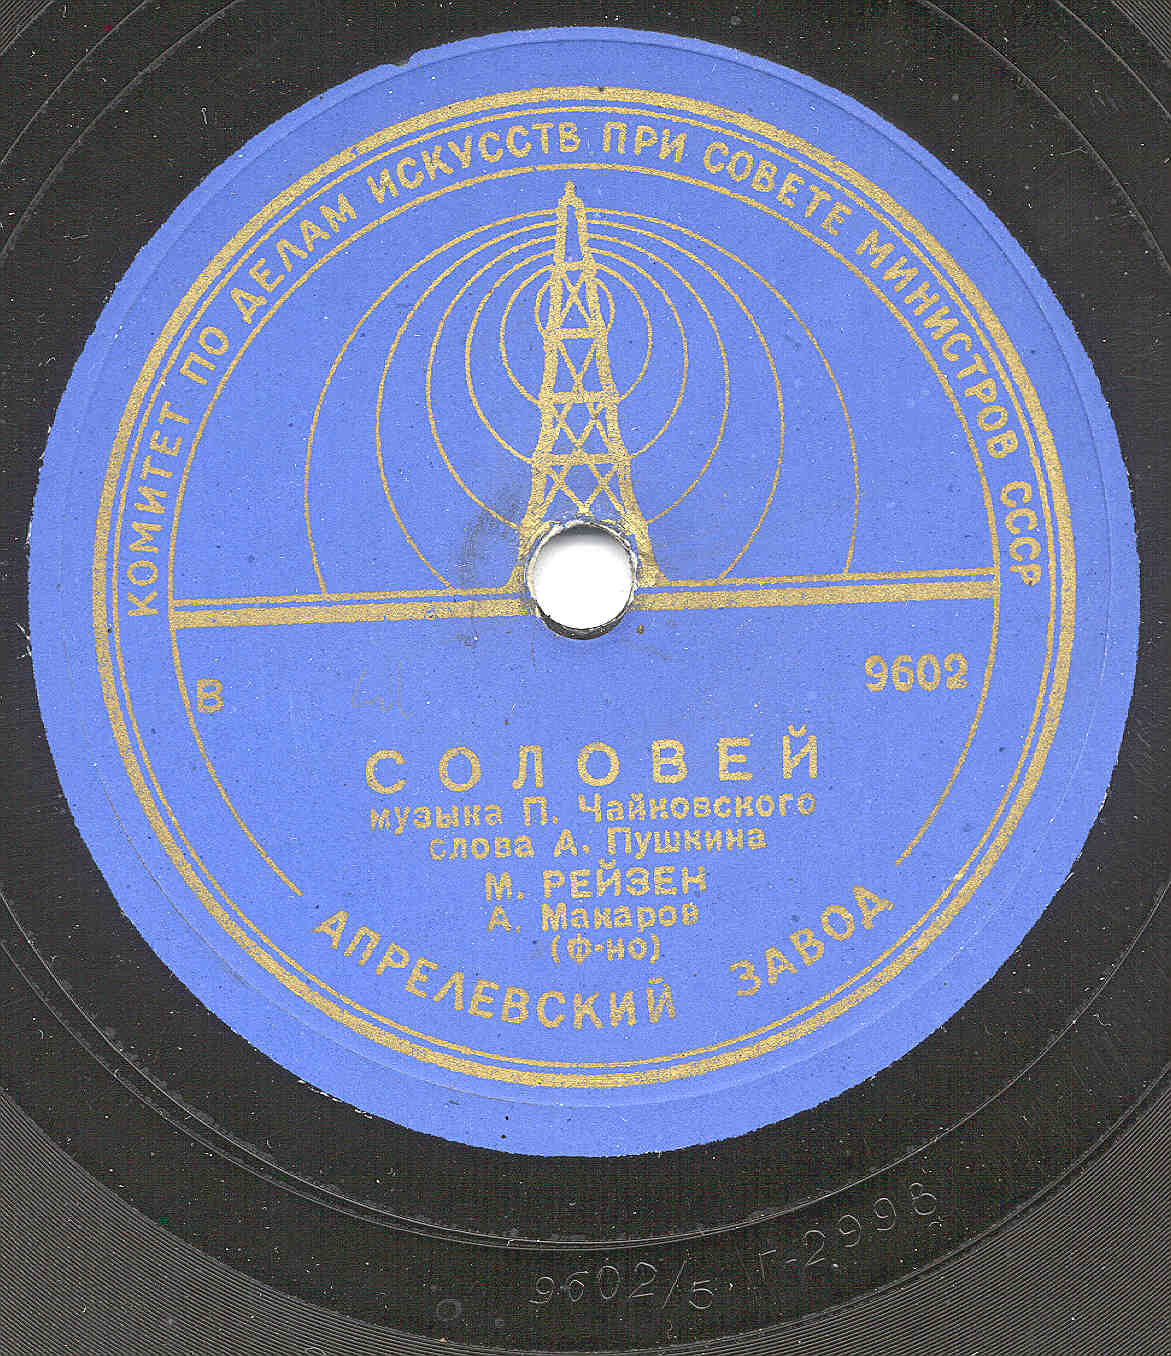 КОМИТЕТ ПО ДЕЛАМ ИСКУССТВ ПРИ СОВЕТЕ МИНИСТРОВ СССР
В 9602
СОЛОВЕЙ
музыка П. Чайковского
слова А. Пушкина
М. РЕЙЗЕН
А. Макаров
(ф-но)
АПРЕЛЕВСКИЙ ЗАВОД
9602/5 Г-2998